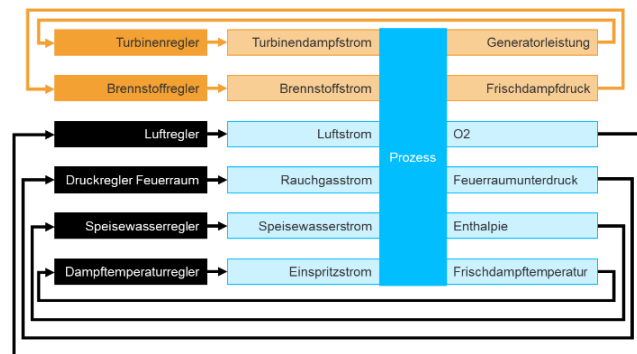 Turbinenregler Turbinendampfstrom Generatorleistung
Brennstoffregler Brennstoffstrom Frischdampfdruck
Luftregler Luftstrom O2
Prozess
Druckregler Feuerraum Rauchgasstrom Feuerraumunterdruck
Speisewasserregler Speisewasserstrom Enthalpie
Dampftemperaturregler Einspritzstrom Frischdampftemperatur